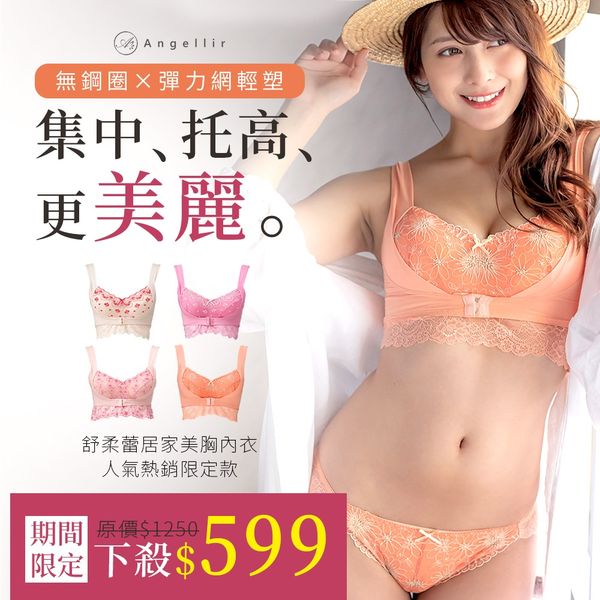 Angellir
無鋼圈×彈力網輕塑
集中、托高、
更美麗。
舒柔蕾居家美胸內衣
人氣熱銷限定款
期間
限定
原價$1250
下殺$599